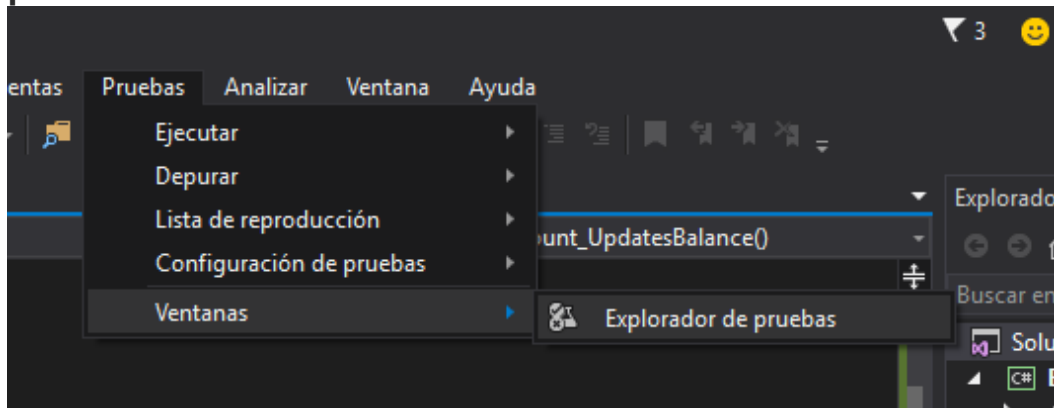 3
entas Pruebas Analizar Ventana Ayuda
Ejecutar
Depurar
Lista de reproducción
Explorado
ount_UpdatesBalance()
Configuración de pruebas
Buscar en
Ventanas
Explorador de pruebas
Solu
C#